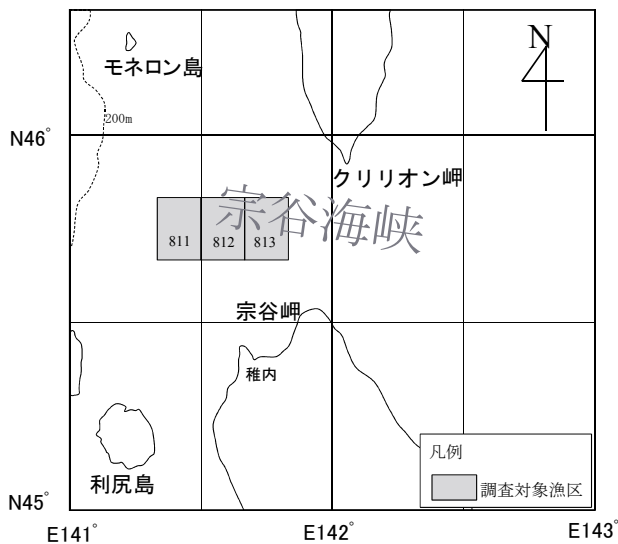 N
モネロン島
200m
N46°
クリリオン岬
宗谷海峡
811
812
813
宗谷岬
稚内
凡例
調査対象漁区
利尻島
N45°
E141°
E142°
E143°